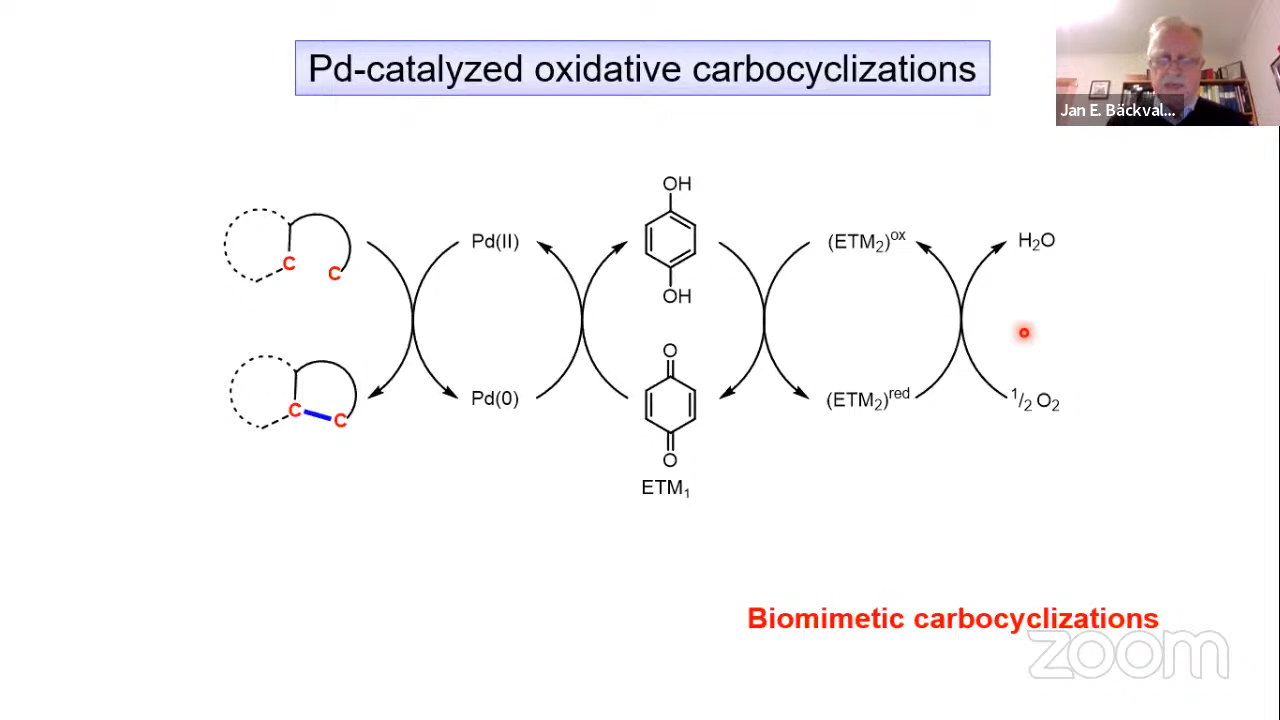 Pd-catalyzed oxidative carbocyclizations
Jan E. Bäckval...
OH
C
C
Pd(II)
(ETM₂)ᵒˣ
H₂O
OH
O
C
C
Pd(0)
(ETM₂)ʳᵉᵈ
¹/₂ O₂
O
ETM₁
Biomimetic carbocyclizations
zoom